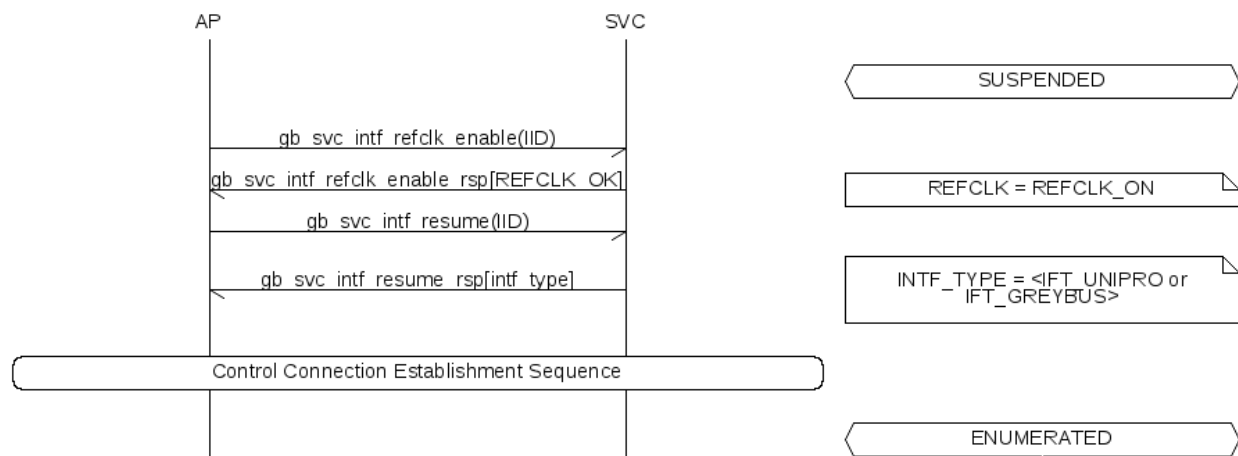 AP
SVC
SUSPENDED
gb_svc_intf_refclk_enable(IID)
gb_svc_intf_refclk_enable_rsp[REFCLK_OK]
REFCLK = REFCLK_ON
gb_svc_intf_resume(IID)
gb_svc_intf_resume_rsp[intf_type]
INTF_TYPE = <IFT_UNIPRO or
IFT_GREYBUS>
Control Connection Establishment Sequence
ENUMERATED